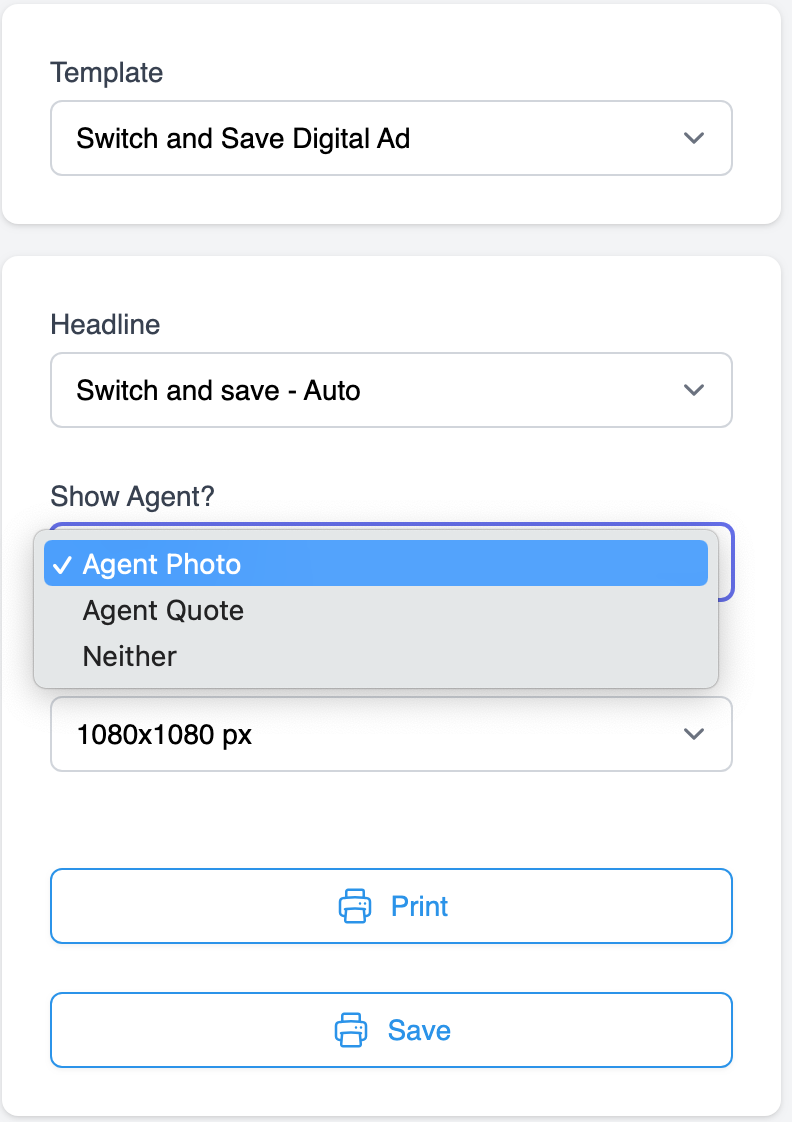 Template
Switch and Save Digital Ad
Headline
Switch and save - Auto
Show Agent?
✓ Agent Photo
Agent Quote
Neither
1080x1080 px
Print
Save